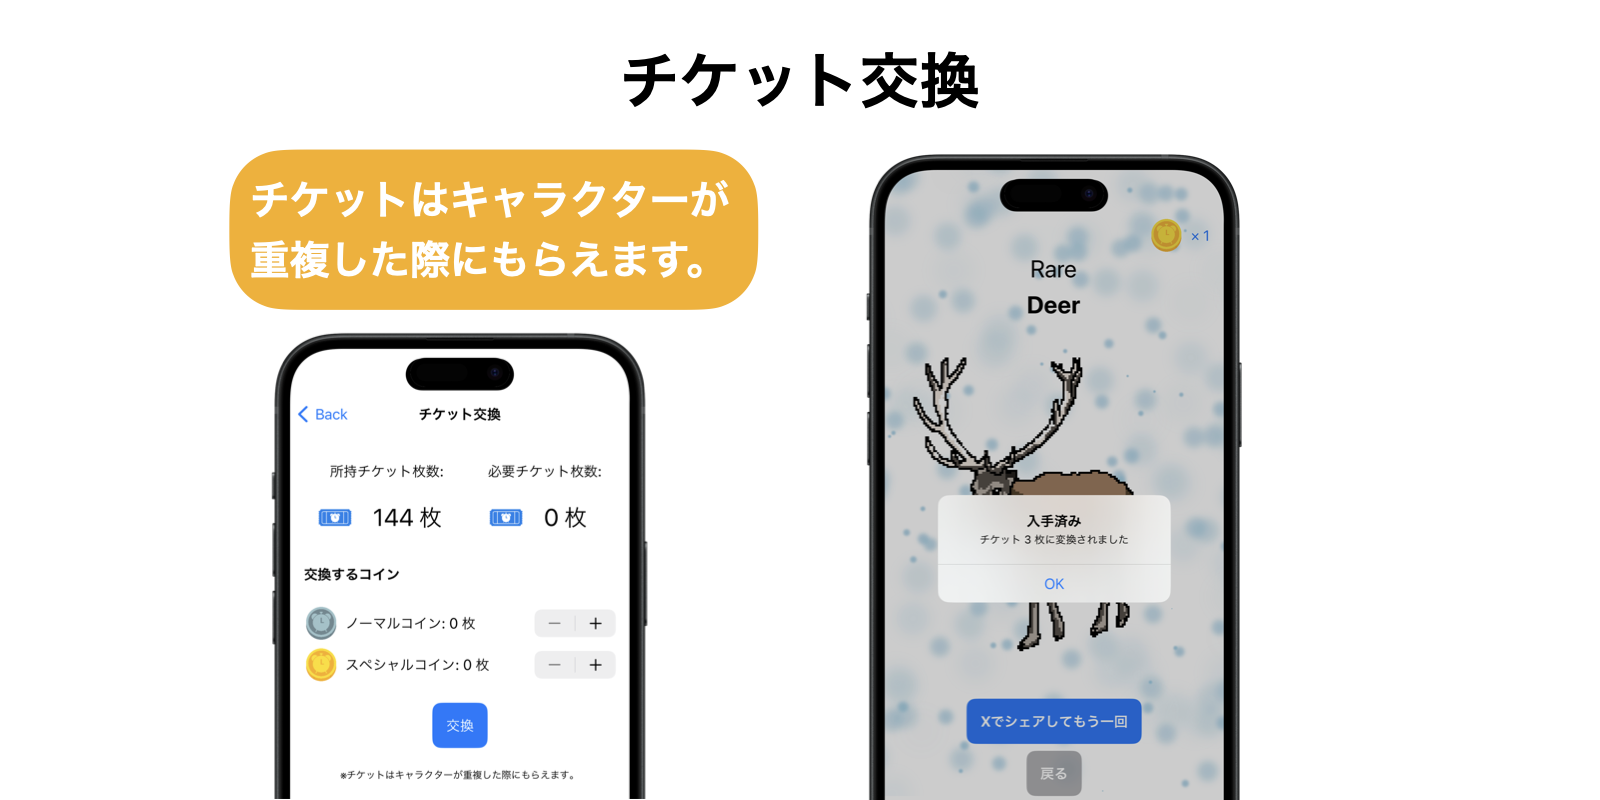 チケット交換
チケットはキャラクターが
重複した際にもらえます。
Back
チケット交換
所持チケット枚数:
必要チケット枚数:
144 枚
0 枚
交換するコイン
ノーマルコイン: 0 枚
− +
スペシャルコイン: 0 枚
− +
交換
※チケットはキャラクターが重複した際にもらえます。
× 1
Rare
Deer
入手済み
チケット 3 枚に変換されました
OK
Xでシェアしてもう一回
戻る